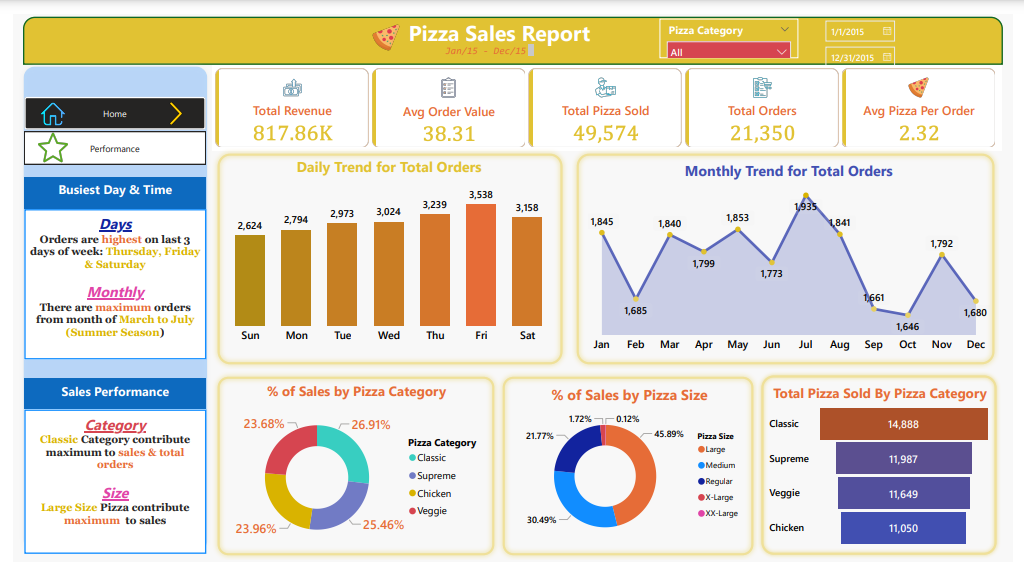 Pizza Sales Report
Jan/15 - Dec/15
Pizza Category
All
1/1/2015
12/31/2015
Home
Performance
Busiest Day & Time
Days
Orders are highest on last 3
days of week: Thursday, Friday
& Saturday
Monthly
There are maximum orders
from month of March to July
(Summer Season)
Sales Performance
Category
Classic Category contribute
maximum to sales & total
orders
Size
Large Size Pizza contribute
maximum to sales
Total Revenue
817.86K
Avg Order Value
38.31
Total Pizza Sold
49,574
Total Orders
21,350
Avg Pizza Per Order
2.32
Daily Trend for Total Orders
2,624
2,794
2,973
3,024
3,239
3,538
3,158
Sun Mon Tue Wed Thu Fri Sat
Monthly Trend for Total Orders
1,845
1,685
1,840
1,799
1,853
1,773
1,935
1,841
1,661
1,646
1,792
1,680
Jan Feb Mar Apr May Jun Jul Aug Sep Oct Nov Dec
% of Sales by Pizza Category
23.68%
26.91%
23.96%
25.46%
Pizza Category
Classic
Supreme
Chicken
Veggie
% of Sales by Pizza Size
1.72%
0.12%
21.77%
45.89%
30.49%
Pizza Size
Large
Medium
Regular
X-Large
XX-Large
Total Pizza Sold By Pizza Category
Classic 14,888
Supreme 11,987
Veggie 11,649
Chicken 11,050